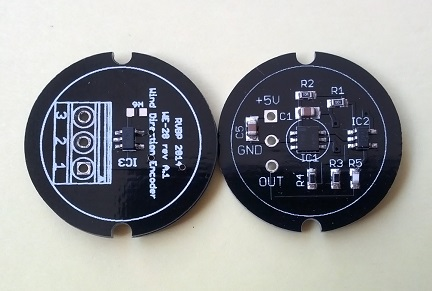 RVBP 2014
WE-20 rev A.1
Wind Direction Encoder
IC3
3
2
1
R2
R1
+5V
C1
C5
IC2
GND
IC1
OUT
R4
R3
R5